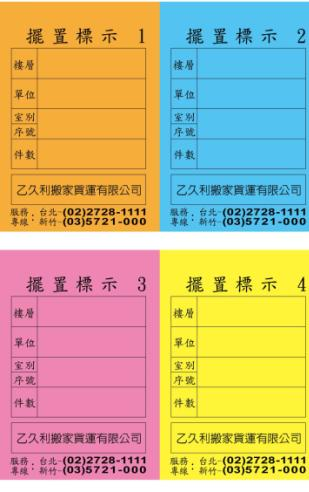 擺置標示 1
樓層
單位
室別
序號
件數
乙久利搬家貨運有限公司
服務．台北-(02)2728-1111
專線．新竹-(03)5721-000
擺置標示 2
樓層
單位
室別
序號
件數
乙久利搬家貨運有限公司
服務．台北-(02)2728-1111
專線．新竹-(03)5721-000
擺置標示 3
樓層
單位
室別
序號
件數
乙久利搬家貨運有限公司
服務．台北-(02)2728-1111
專線．新竹-(03)5721-000
擺置標示 4
樓層
單位
室別
序號
件數
乙久利搬家貨運有限公司
服務．台北-(02)2728-1111
專線．新竹-(03)5721-000